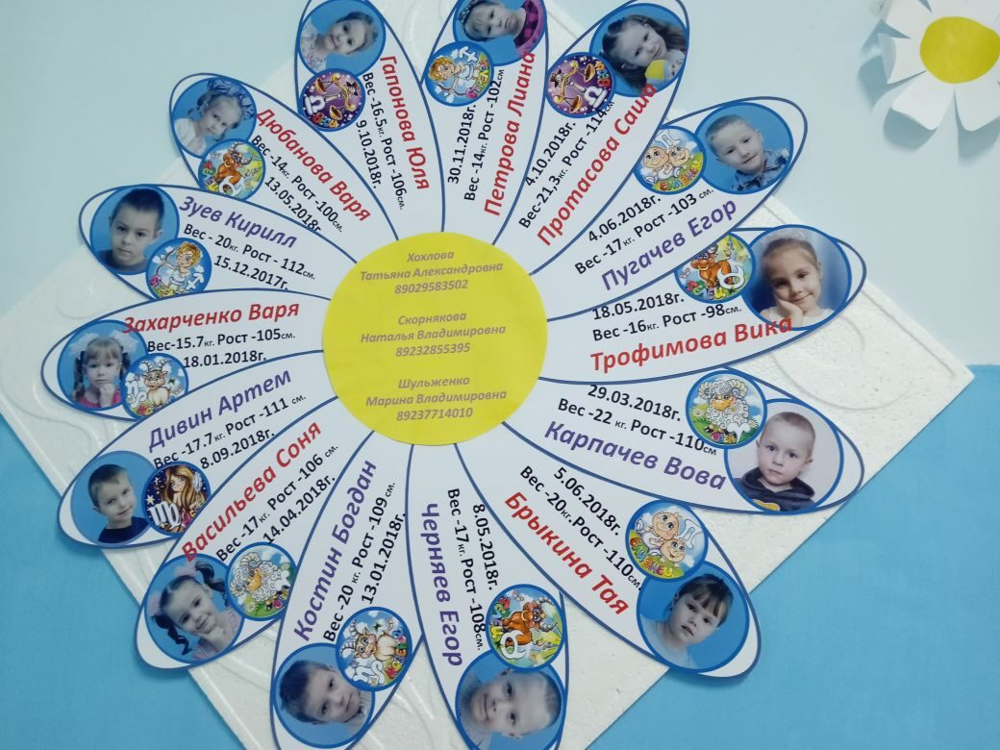 Хохлова
Татьяна Александровна
89029583502
Скорнякова
Наталья Владимировна
89232855395
Шульженко
Марина Владимировна
89237714010
Гапонова Юля
Вес -16.5кг. Рост -106см.
9.10.2018г.
30.11.2018г.
Вес -14кг. Рост -102см
Петрова Лиана
4.10.2018г.
Вес-21,3кг. Рост -114см
Протасова Саша
4.06.2018г.
Вес -17кг. Рост -103 см.
Пугачев Егор
18.05.2018г.
Вес -16кг. Рост -98см.
Трофимова Вика
29.03.2018г.
Вес -22 кг. Рост -110см
Карпачев Вова
5.06.2018г.
Вес -20кг, Рост -110см.
Брыкина Тая
8.05.2018г.
Вес -17кг. Рост -108см.
Черняев Егор
Костин Богдан
Вес -20 кг. Рост -109 см.
13.01.2018г.
Васильева Соня
Вес -17кг. Рост -106 см.
14.04.2018г.
Дивин Артем
Вес -17.7кг. Рост -111 см.
8.09.2018г.
Захарченко Варя
Вес-15.7кг. Рост -105см.
18.01.2018г.
Зуев Кирилл
Вес - 20кг. Рост - 112см.
15.12.2017г.
Дюбанова Варя
Вес -14кг. Рост -100см.
13.05.2018г